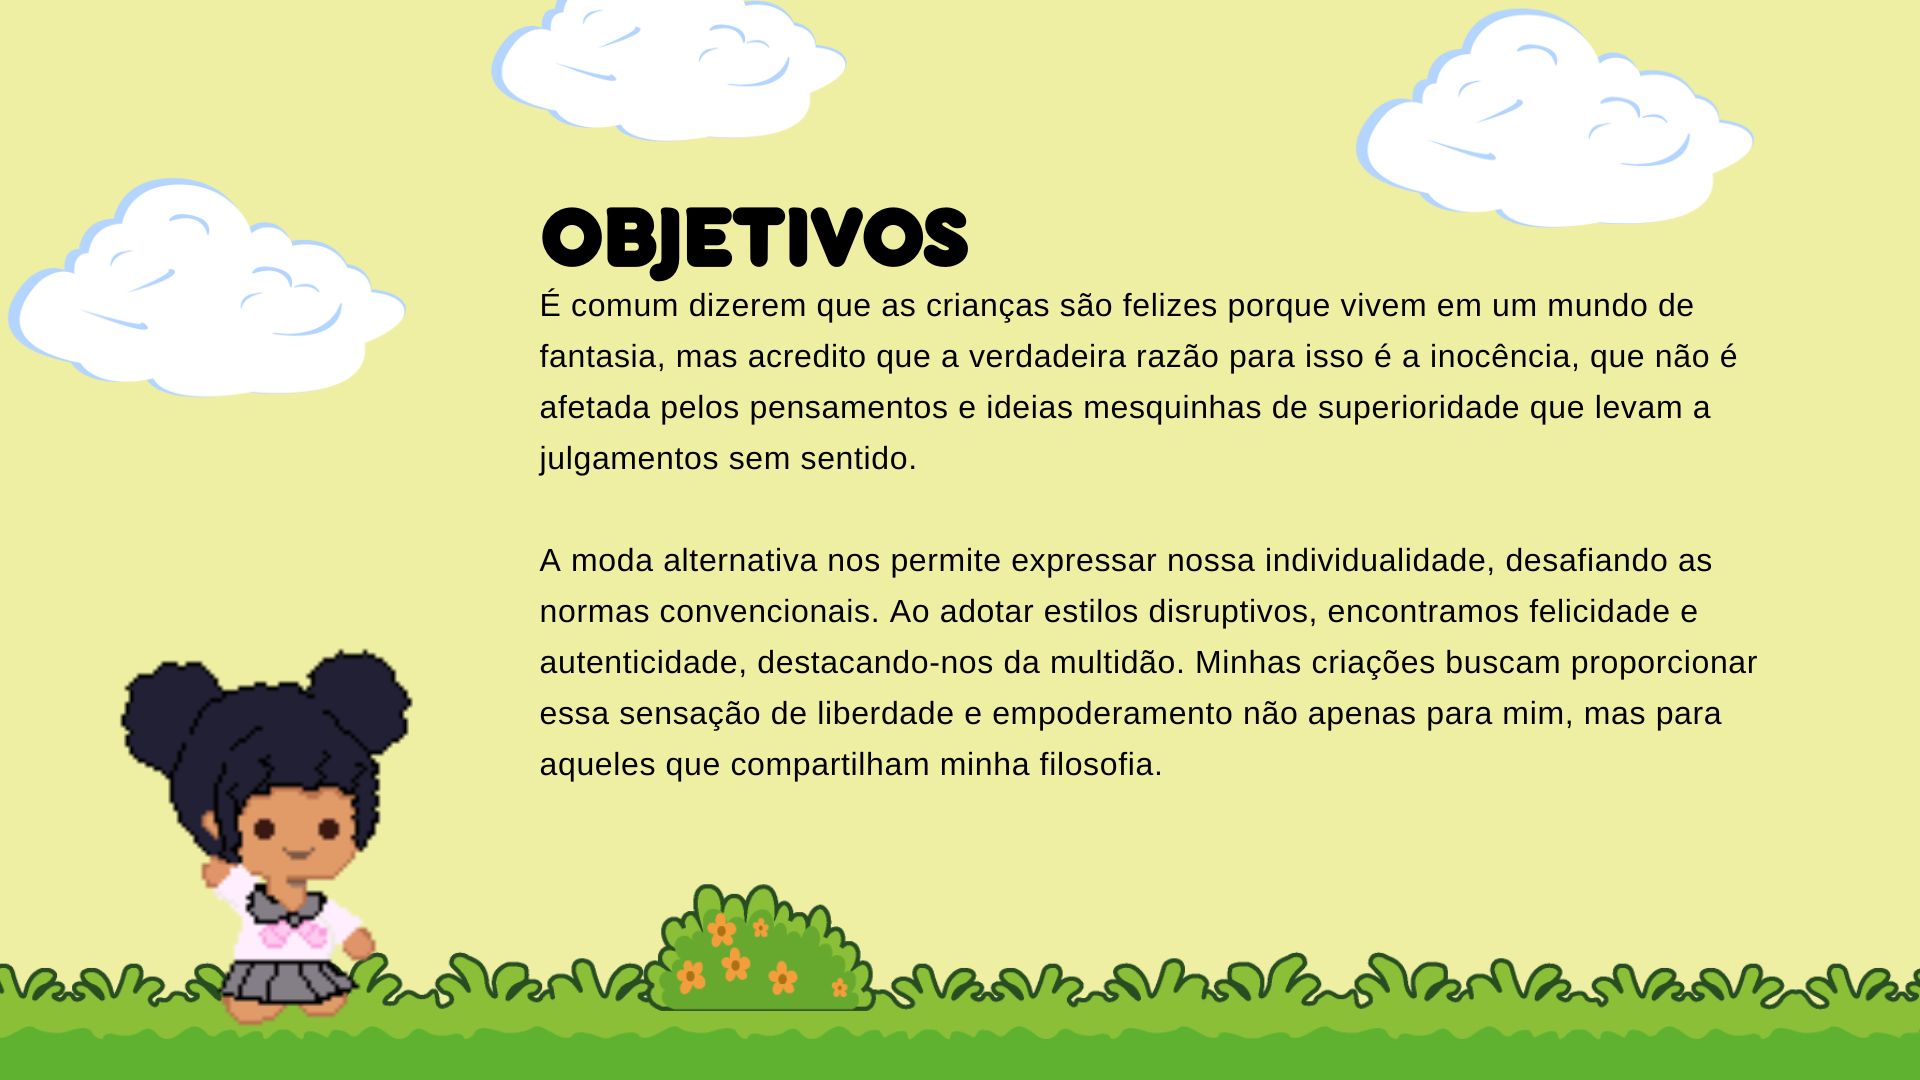 OBJETIVOS
É comum dizerem que as crianças são felizes porque vivem em um mundo de
fantasia, mas acredito que a verdadeira razão para isso é a inocência, que não é
afetada pelos pensamentos e ideias mesquinhas de superioridade que levam a
julgamentos sem sentido.
A moda alternativa nos permite expressar nossa individualidade, desafiando as
normas convencionais. Ao adotar estilos disruptivos, encontramos felicidade e
autenticidade, destacando-nos da multidão. Minhas criações buscam proporcionar
essa sensação de liberdade e empoderamento não apenas para mim, mas para
aqueles que compartilham minha filosofia.